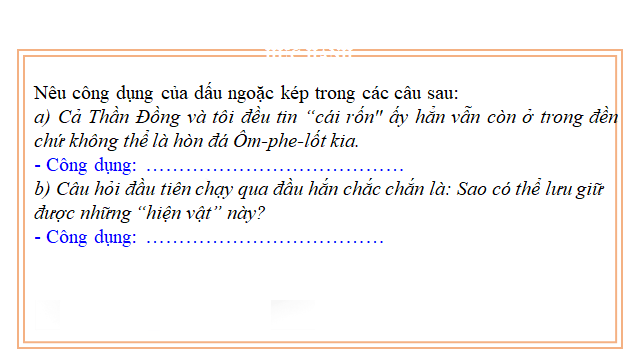 Nêu công dụng của dấu ngoặc kép trong các câu sau:
a) Cả Thần Đồng và tôi đều tin “cái rốn" ấy hẳn vẫn còn ở trong đền
chứ không thể là hòn đá Ôm-phe-lốt kia.
- Công dụng: …………………………………
b) Câu hỏi đầu tiên chạy qua đầu hắn chắc chắn là: Sao có thể lưu giữ
được những “hiện vật” này?
- Công dụng: ………………………………